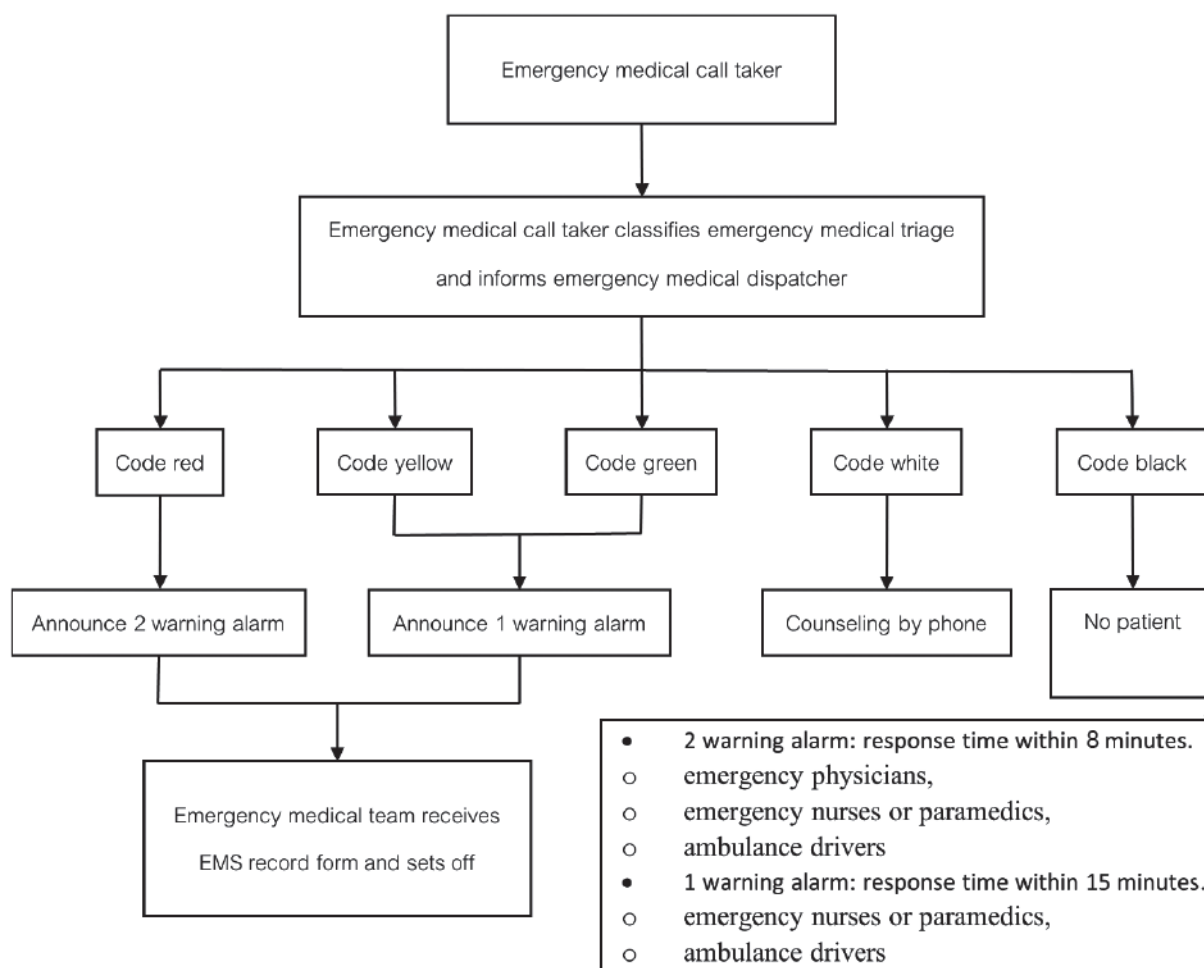 Emergency medical call taker
Emergency medical call taker classifies emergency medical triage
and informs emergency medical dispatcher
Code red
Code yellow
Code green
Code white
Code black
Announce 2 warning alarm
Announce 1 warning alarm
Counseling by phone
No patient
Emergency medical team receives
EMS record form and sets off
• 2 warning alarm: response time within 8 minutes.
o emergency physicians,
o emergency nurses or paramedics,
o ambulance drivers
• 1 warning alarm: response time within 15 minutes.
o emergency nurses or paramedics,
o ambulance drivers